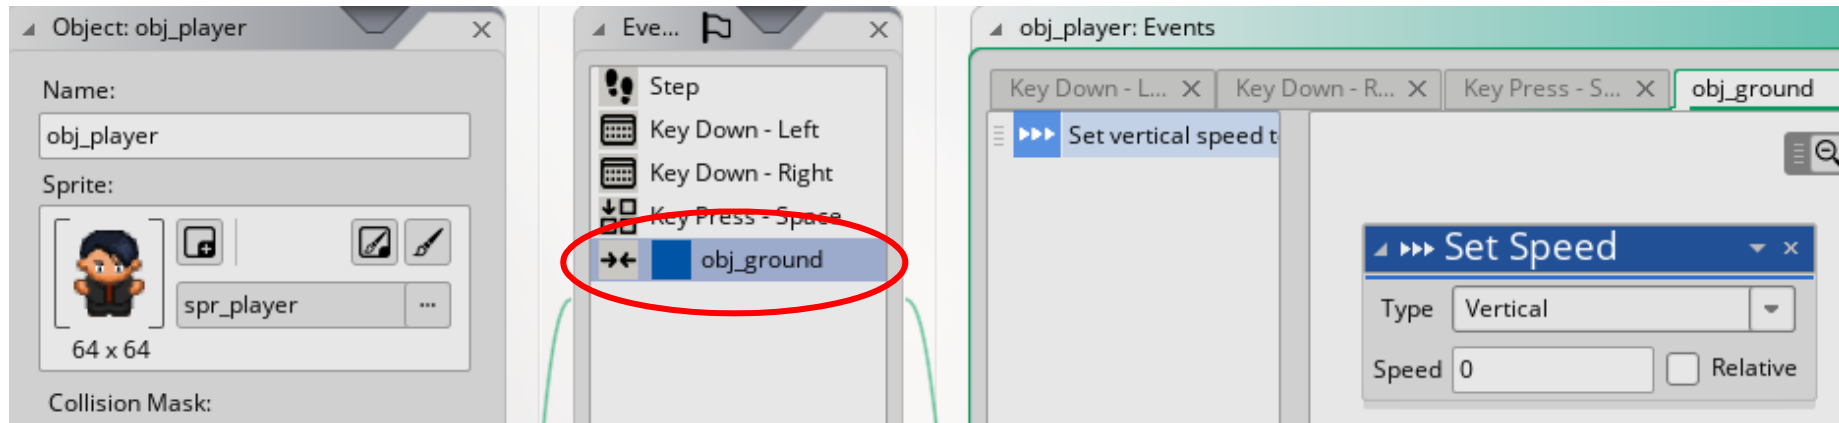 Object: obj_player
Name:
obj_player
Sprite:
spr_player
...
64 x 64
Collision Mask:
Eve...
Step
Key Down - Left
Key Down - Right
Key Press - Space
obj_ground
obj_player: Events
Key Down - L...
Key Down - R...
Key Press - S...
obj_ground
Set vertical speed t
Set Speed
Type Vertical
Speed 0 Relative